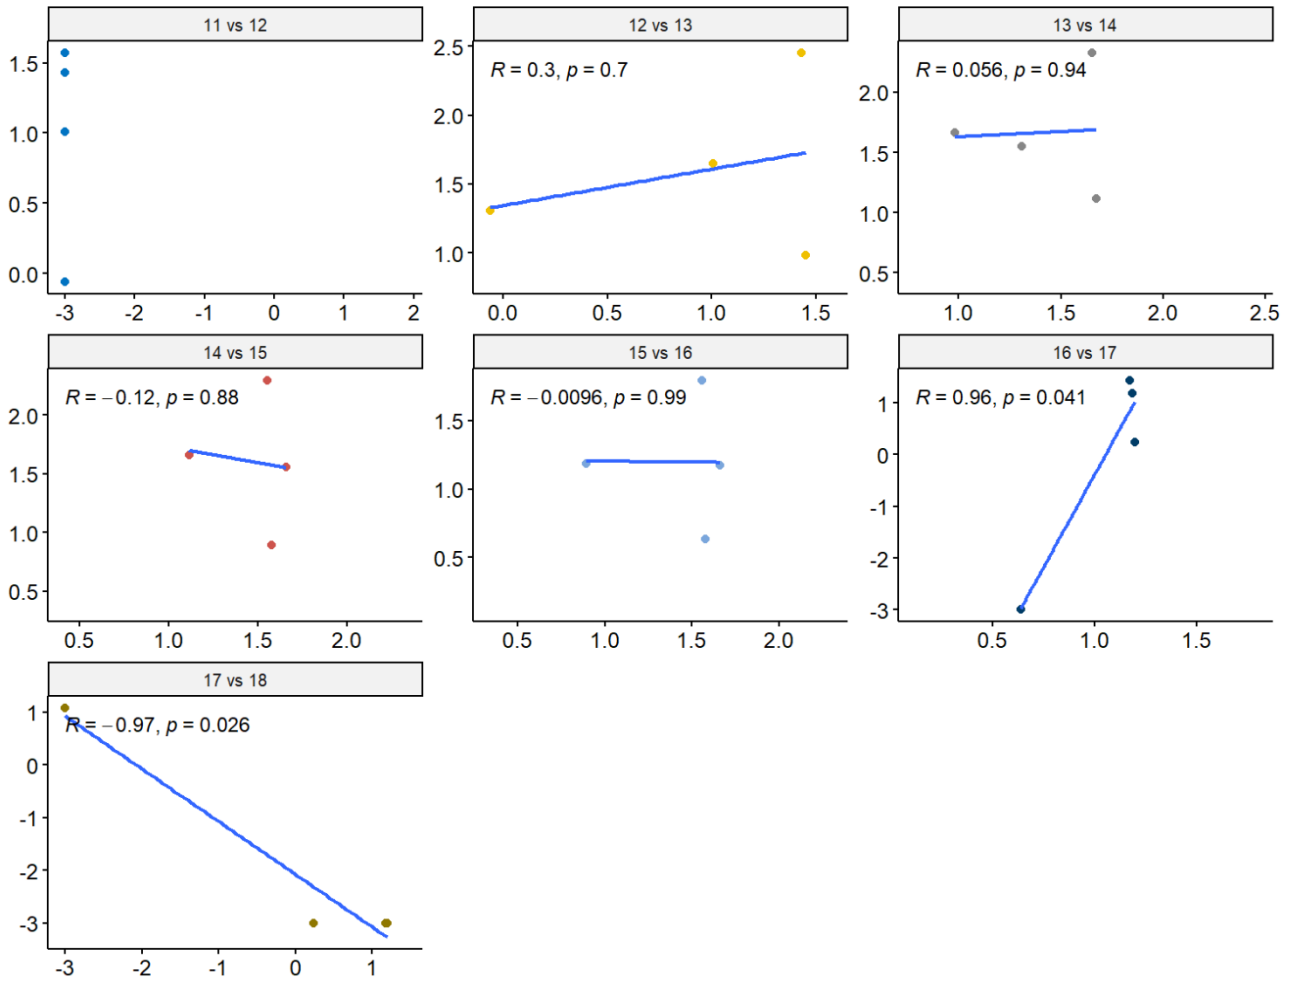 11 vs 12
12 vs 13
13 vs 14
1.5
1.0
0.5
0.0
-3 -2 -1 0 1 2
R = 0.3, p = 0.7
2.5
2.0
1.5
1.0
0.0 0.5 1.0 1.5
R = 0.056, p = 0.94
2.0
1.5
1.0
0.5
1.0 1.5 2.0 2.5
14 vs 15
15 vs 16
16 vs 17
R = −0.12, p = 0.88
2.0
1.5
1.0
0.5
0.5 1.0 1.5 2.0
R = −0.0096, p = 0.99
1.5
1.0
0.5
0.5 1.0 1.5 2.0
R = 0.96, p = 0.041
1
0
-1
-2
-3
0.5 1.0 1.5
17 vs 18
R = −0.97, p = 0.026
1
0
-1
-2
-3
-3 -2 -1 0 1